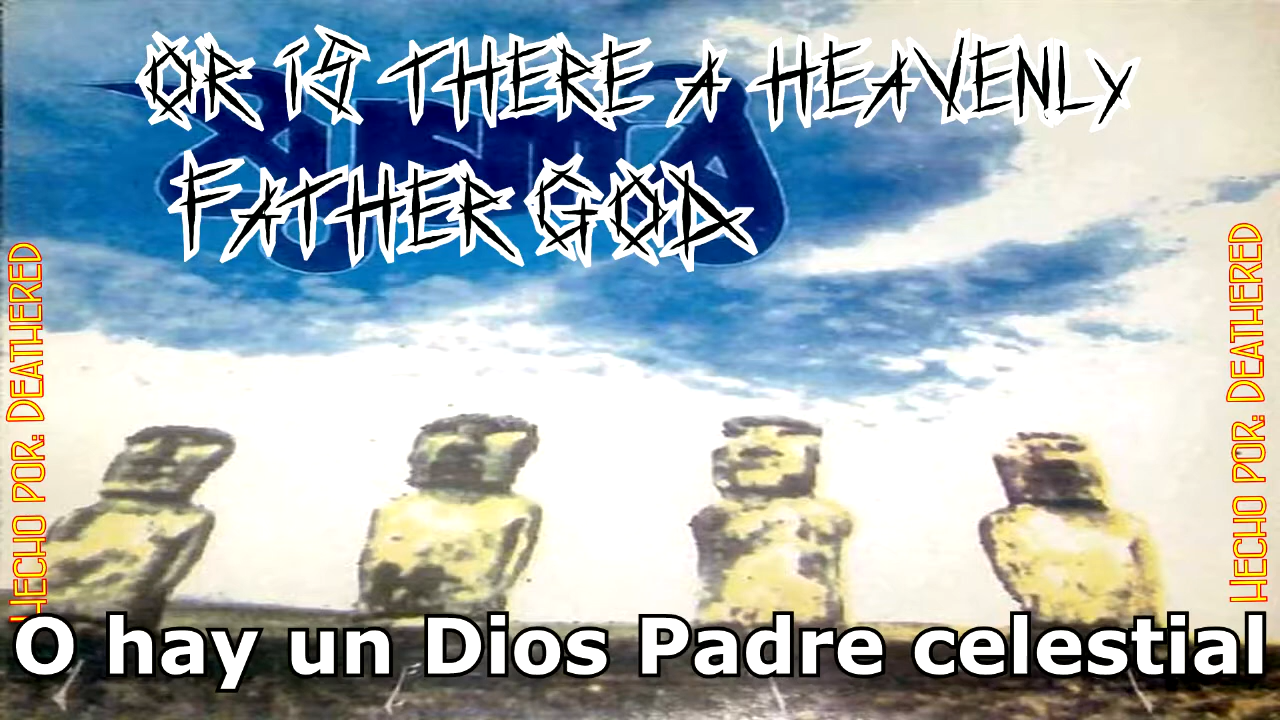 OR IS THERE A HEAVENLY
FATHER GOD
HECHO POR: DEATHERED
HECHO POR: DEATHERED
O hay un Dios Padre celestial